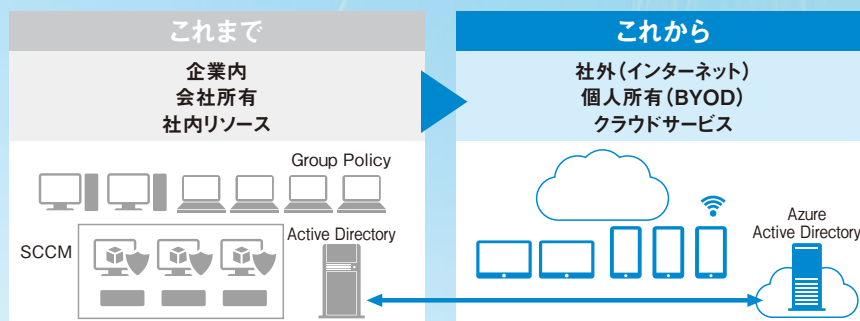 これまで
企業内
会社所有
社内リソース
Group Policy
SCCM
Active Directory
これから
社外（インターネット）
個人所有（BYOD）
クラウドサービス
Azure
Active Directory